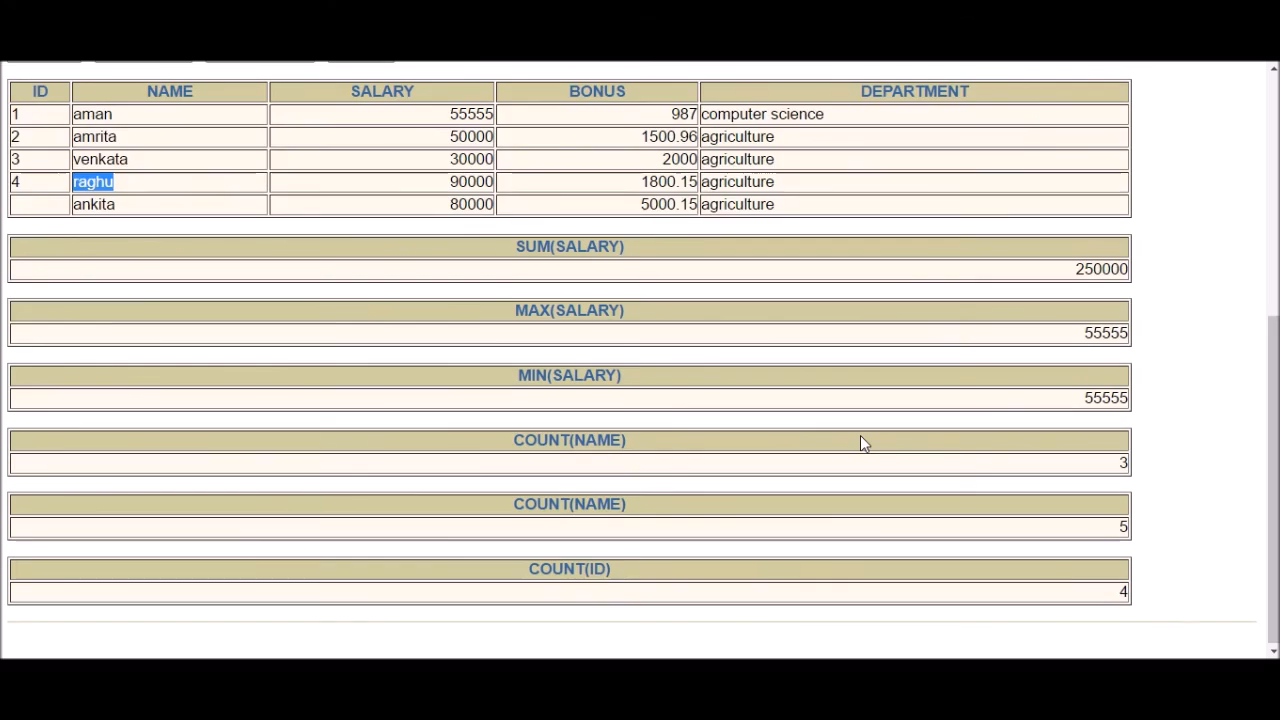 ID NAME SALARY BONUS DEPARTMENT
1 aman 55555 987 computer science
2 amrita 50000 1500.96 agriculture
3 venkata 30000 2000 agriculture
4 raghu 90000 1800.15 agriculture
ankita 80000 5000.15 agriculture
SUM(SALARY)
250000
MAX(SALARY)
55555
MIN(SALARY)
55555
COUNT(NAME)
3
COUNT(NAME)
5
COUNT(ID)
4